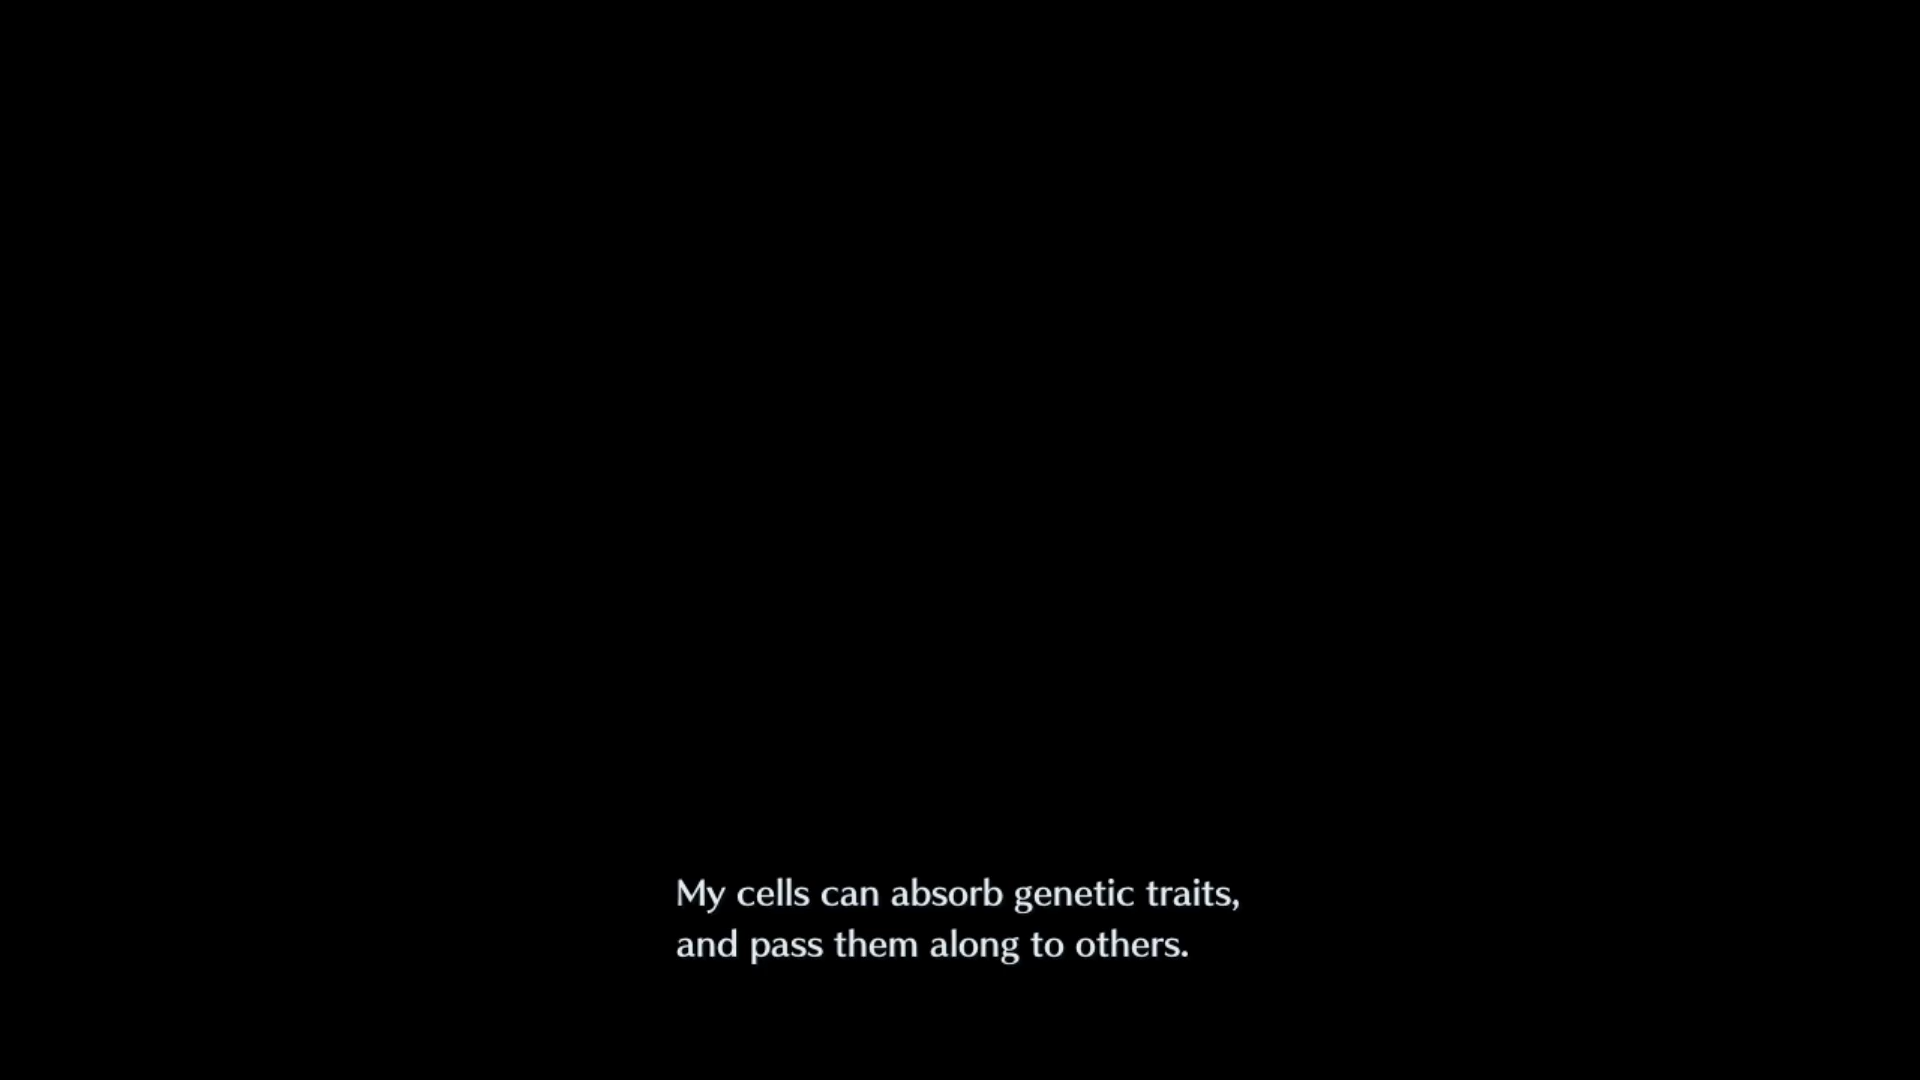 My cells can absorb genetic traits,
and pass them along to others.